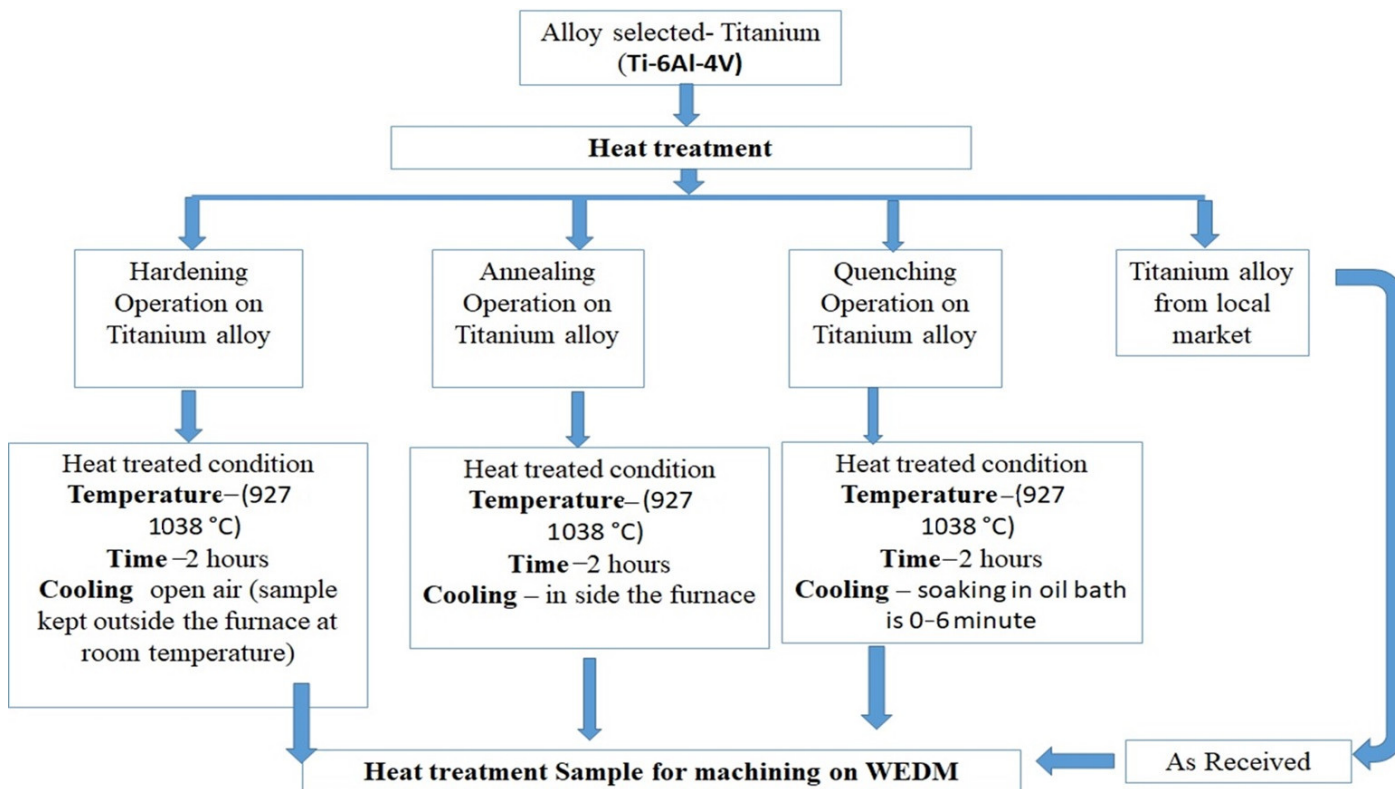 Alloy selected- Titanium
(Ti-6Al-4V)
Heat treatment
Hardening
Operation on
Titanium alloy
Annealing
Operation on
Titanium alloy
Quenching
Operation on
Titanium alloy
Titanium alloy
from local
market
Heat treated condition
Temperature–(927
1038 °C)
Time –2 hours
Cooling open air (sample
kept outside the furnace at
room temperature)
Heat treated condition
Temperature–(927
1038 °C)
Time –2 hours
Cooling – in side the furnace
Heat treated condition
Temperature–(927
1038 °C)
Time –2 hours
Cooling – soaking in oil bath
is 0-6 minute
Heat treatment Sample for machining on WEDM
As Received